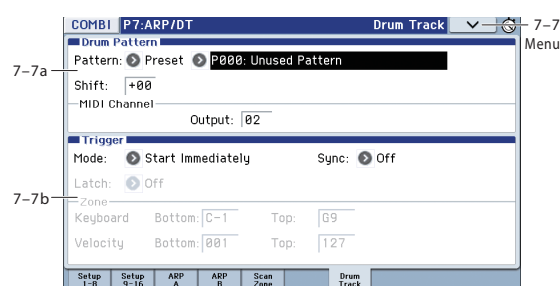 COMBI P7:ARP/DT Drum Track
7–7
Menu
Drum Pattern
Pattern: Preset P000: Unused Pattern
7–7a
Shift: +00
MIDI Channel
Output: 02
Trigger
Mode: Start Immediately Sync: Off
Latch: Off
7–7b
Zone
Keyboard Bottom: C-1 Top: G9
Velocity Bottom: 001 Top: 127
Setup 1-8 Setup 9-16 ARP A ARP B Scan Zone Drum Track